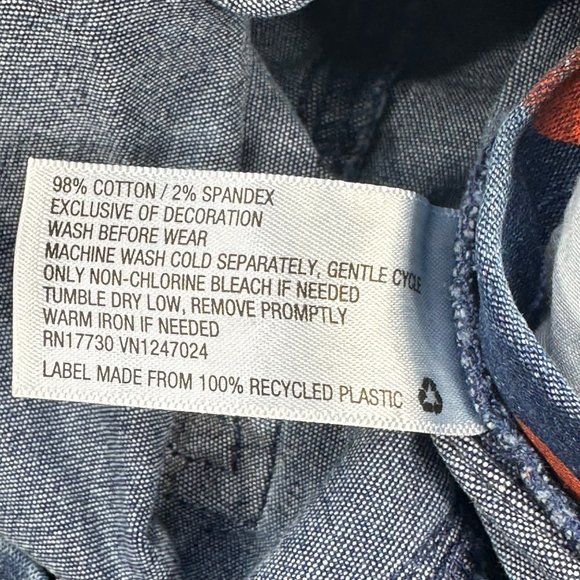 98% COTTON / 2% SPANDEX
EXCLUSIVE OF DECORATION
WASH BEFORE WEAR
MACHINE WASH COLD SEPARATELY, GENTLE CYCLE
ONLY NON-CHLORINE BLEACH IF NEEDED
TUMBLE DRY LOW, REMOVE PROMPTLY
WARM IRON IF NEEDED
RN17730 VN1247024
LABEL MADE FROM 100% RECYCLED PLASTIC